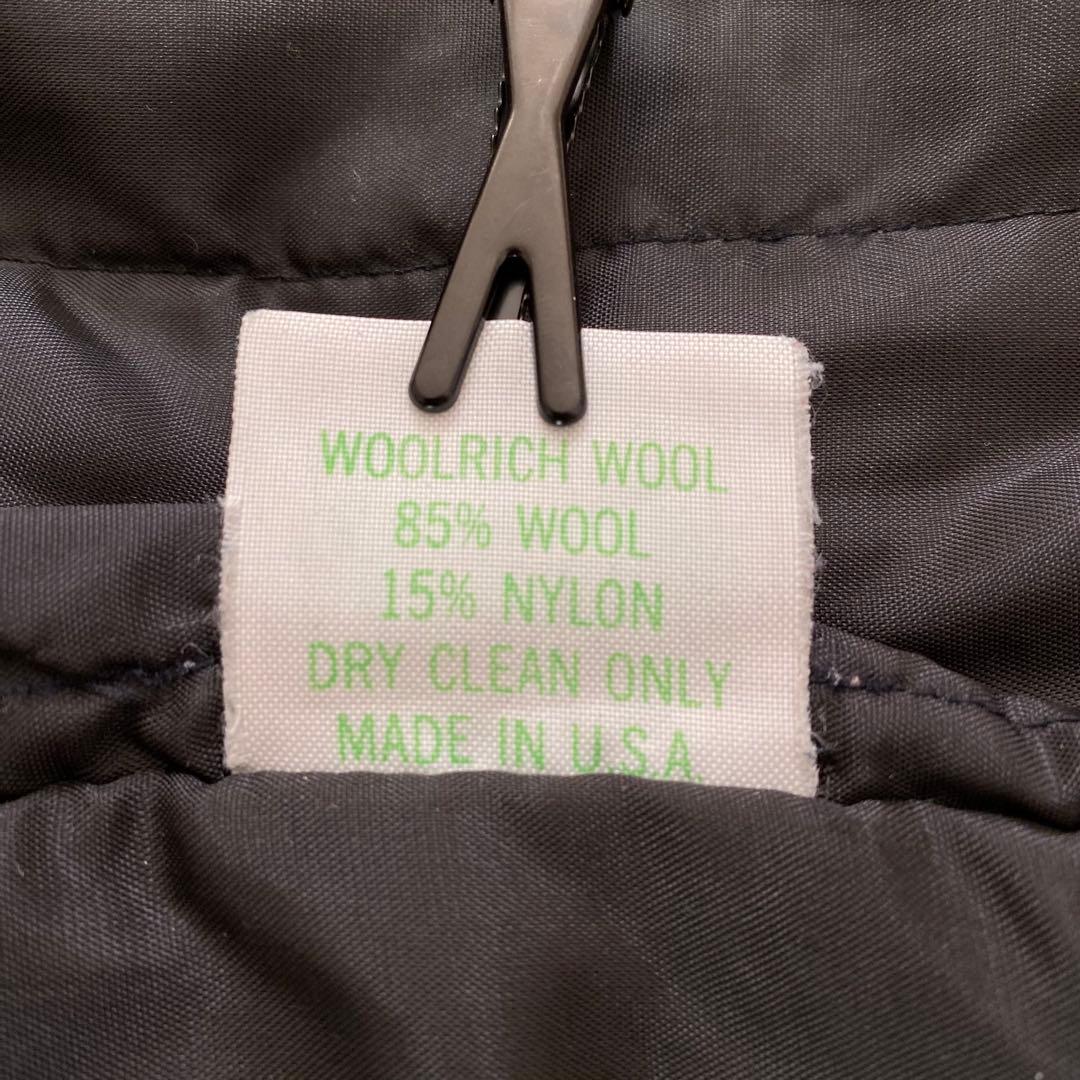 WOOLRICH WOOL
85% WOOL
15% NYLON
DRY CLEAN ONLY
MADE IN U.S.A.